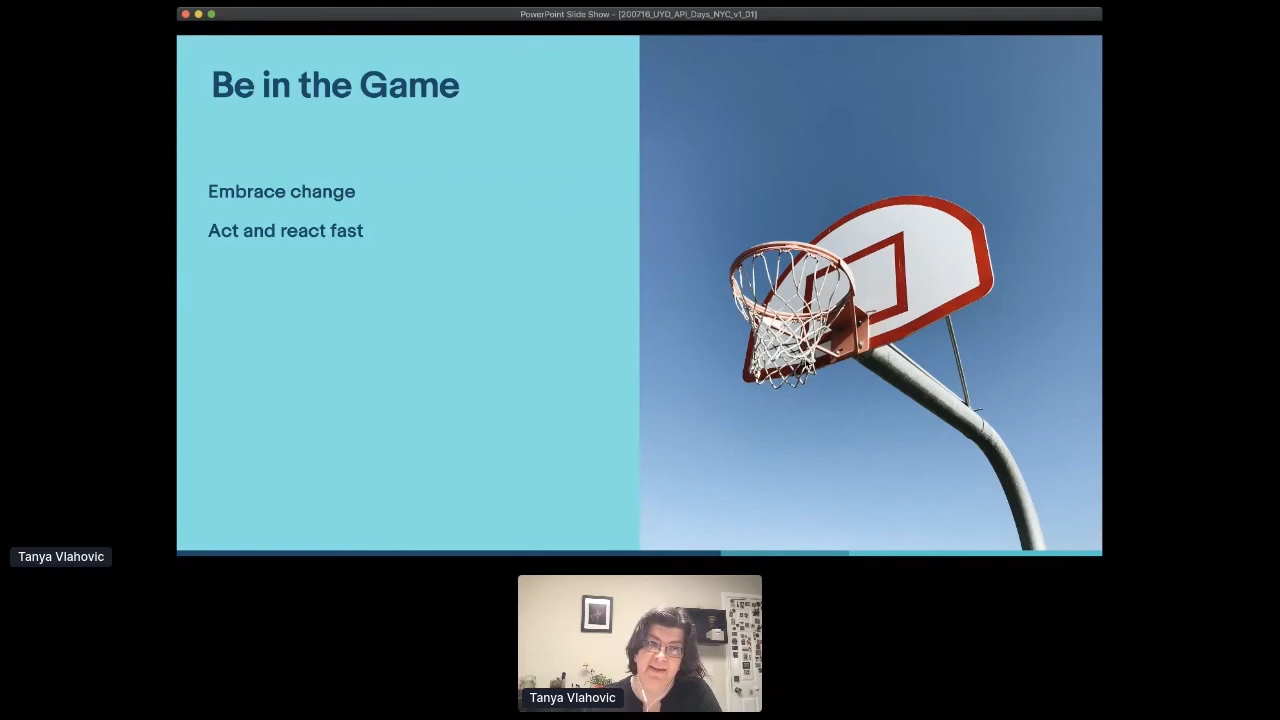 PowerPoint Slide Show - [200716_UYD_API_Days_NYC_v1_01]
Be in the Game
Embrace change
Act and react fast
Tanya Vlahovic
Tanya Vlahovic